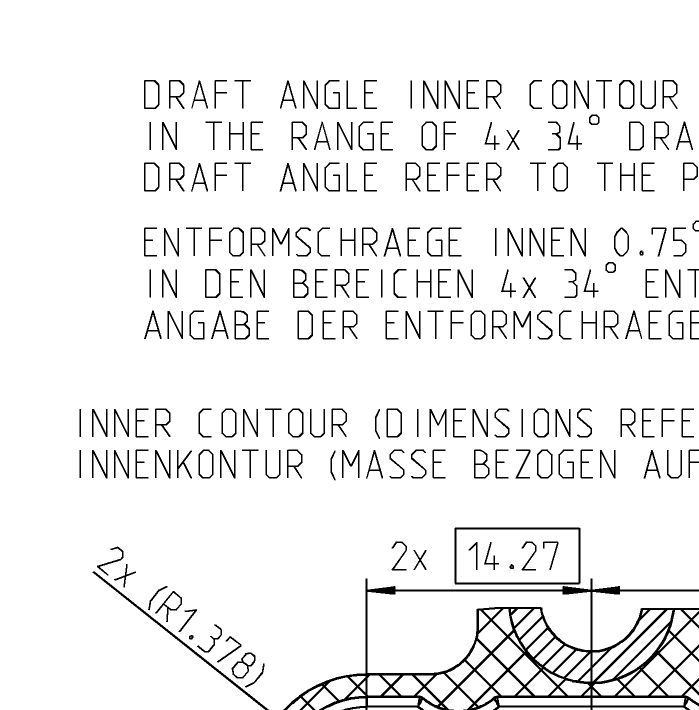 DRAFT ANGLE INNER CONTOUR
IN THE RANGE OF 4x 34° DRA
DRAFT ANGLE REFER TO THE P
ENTFORMSCHRAEGE INNEN 0.75°
IN DEN BEREICHEN 4x 34° ENT
ANGABE DER ENTFORMSCHRAEGE
INNER CONTOUR (DIMENSIONS REFE
INNENKONTUR (MASSE BEZOGEN AUF
2x 14.27
2x (R1.378)